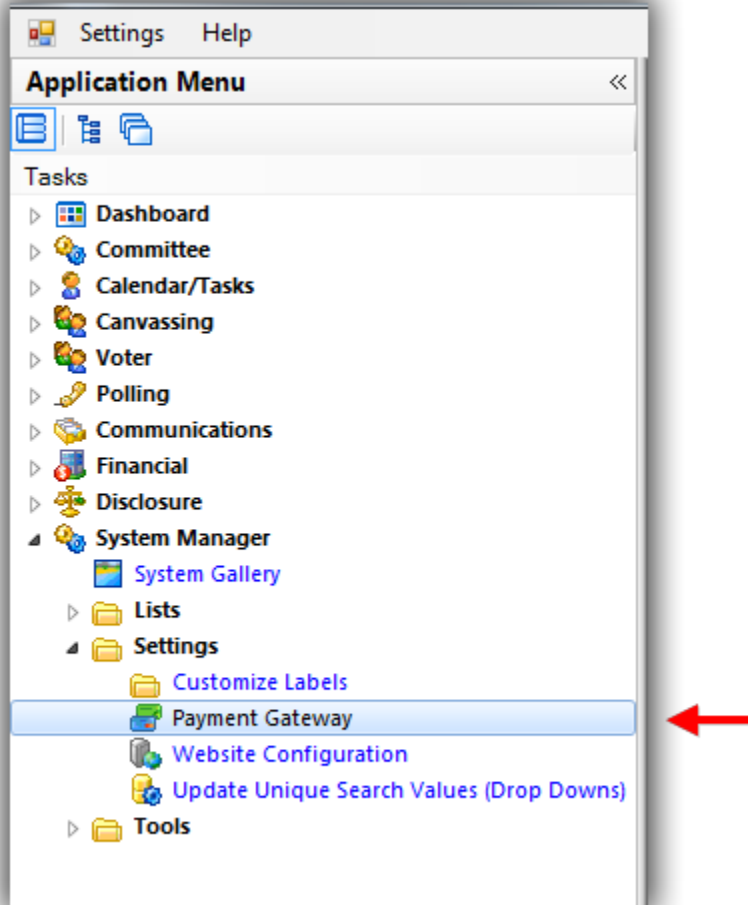 Settings Help
Application Menu
Tasks
Dashboard
Committee
Calendar/Tasks
Canvassing
Voter
Polling
Communications
Financial
Disclosure
System Manager
System Gallery
Lists
Settings
Customize Labels
Payment Gateway
Website Configuration
Update Unique Search Values (Drop Downs)
Tools